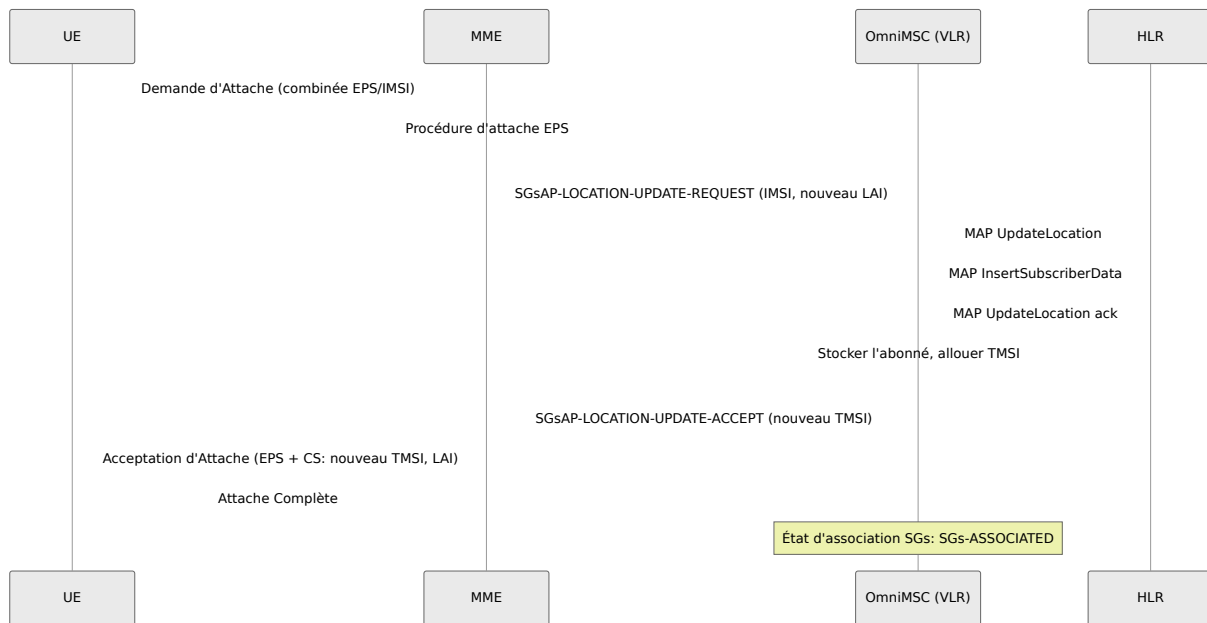 UE
MME
OmniMSC (VLR)
HLR
Demande d'Attache (combinée EPS/IMSI)
Procédure d'attache EPS
SGsAP-LOCATION-UPDATE-REQUEST (IMSI, nouveau LAI)
MAP UpdateLocation
MAP InsertSubscriberData
MAP UpdateLocation ack
Stocker l'abonné, allouer TMSI
SGsAP-LOCATION-UPDATE-ACCEPT (nouveau TMSI)
Acceptation d'Attache (EPS + CS: nouveau TMSI, LAI)
Attache Complète
État d'association SGs: SGs-ASSOCIATED
UE
MME
OmniMSC (VLR)
HLR